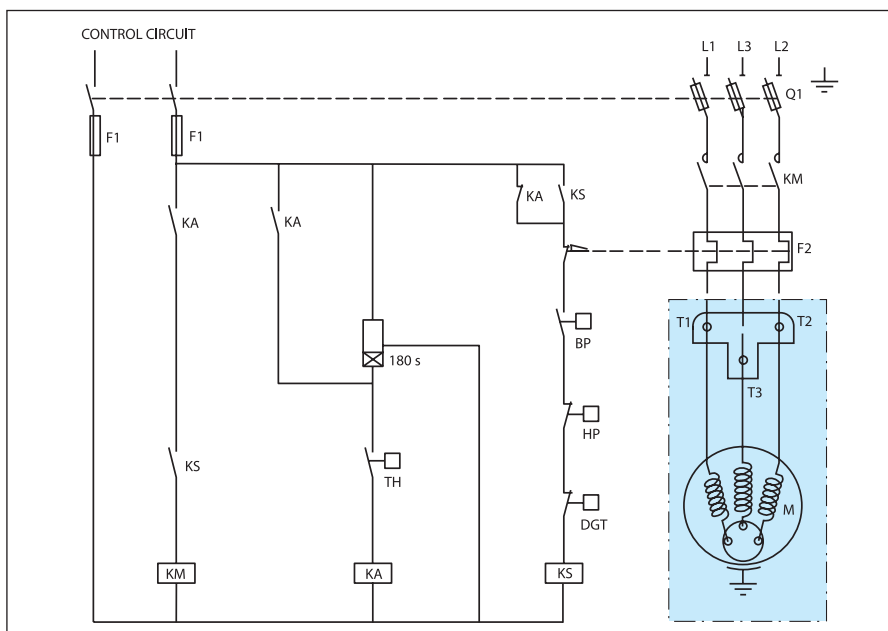 CONTROL CIRCUIT
L1 L3 L2
Q1
F1 F1
KM
KA KA KA KS
F2
T1 T2
180 s
BP
T3
HP
KS
TH
M
DGT
KM KA KS